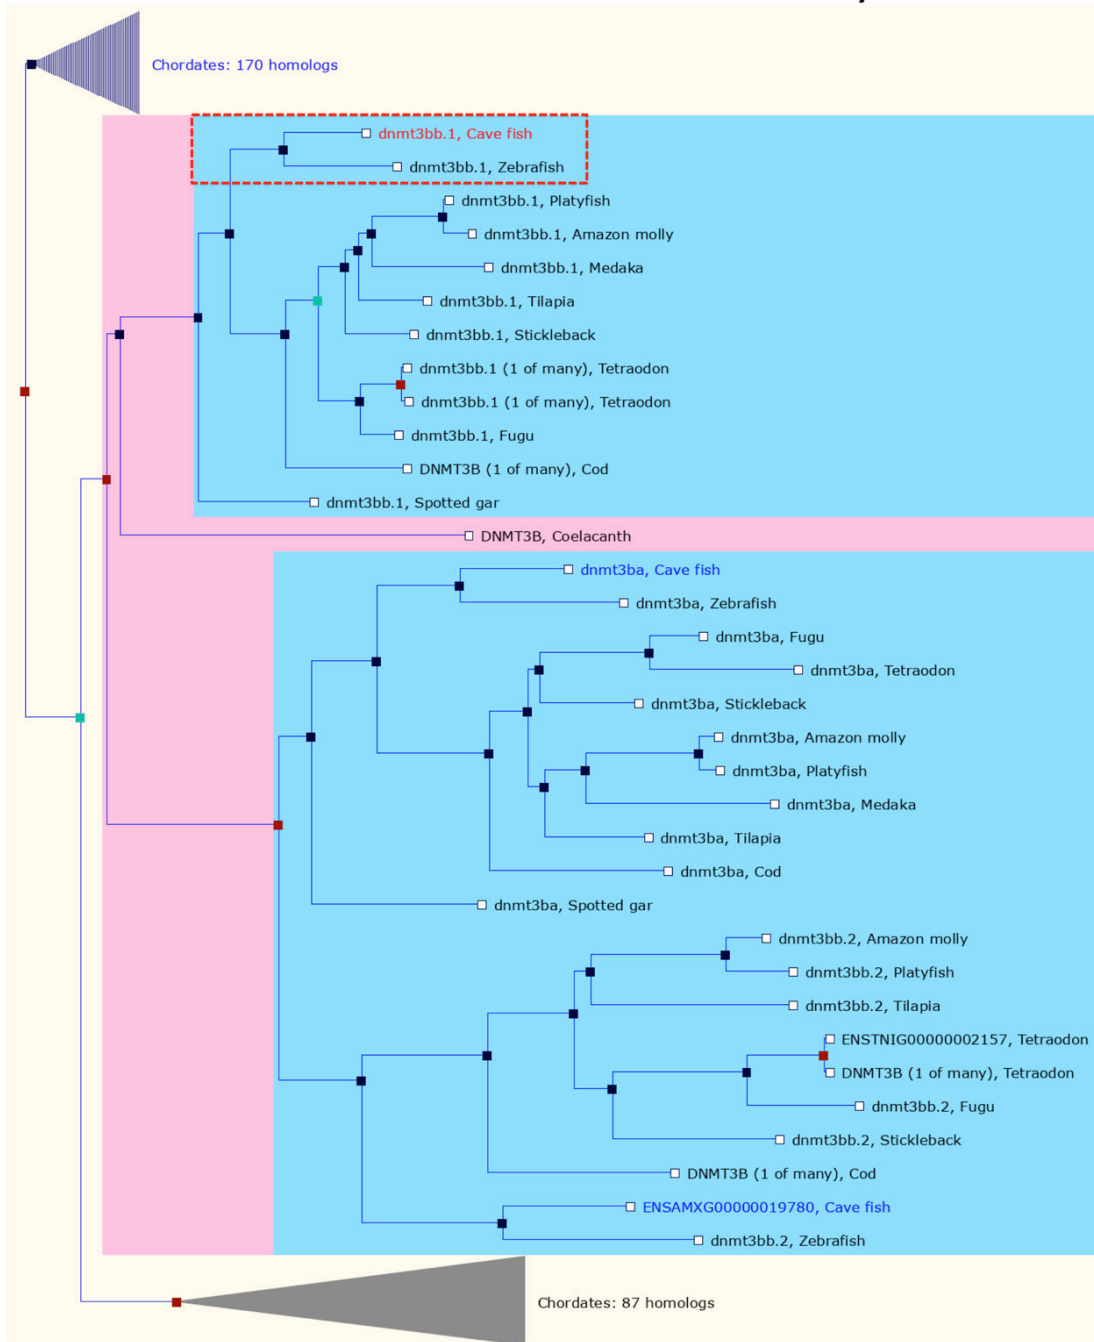 Chordates: 170 homologs
dnmt3bb.1, Cave fish
dnmt3bb.1, Zebrafish
dnmt3bb.1, Platyfish
dnmt3bb.1, Amazon molly
dnmt3bb.1, Medaka
dnmt3bb.1, Tilapia
dnmt3bb.1, Stickleback
dnmt3bb.1 (1 of many), Tetraodon
dnmt3bb.1 (1 of many), Tetraodon
dnmt3bb.1, Fugu
DNMT3B (1 of many), Cod
dnmt3bb.1, Spotted gar
DNMT3B, Coelacanth
dnmt3ba, Cave fish
dnmt3ba, Zebrafish
dnmt3ba, Fugu
dnmt3ba, Tetraodon
dnmt3ba, Stickleback
dnmt3ba, Amazon molly
dnmt3ba, Platyfish
dnmt3ba, Medaka
dnmt3ba, Tilapia
dnmt3ba, Cod
dnmt3ba, Spotted gar
dnmt3bb.2, Amazon molly
dnmt3bb.2, Platyfish
dnmt3bb.2, Tilapia
ENSTNIG00000002157, Tetraodon
DNMT3B (1 of many), Tetraodon
dnmt3bb.2, Fugu
dnmt3bb.2, Stickleback
DNMT3B (1 of many), Cod
ENSAMXG00000019780, Cave fish
dnmt3bb.2, Zebrafish
Chordates: 87 homologs